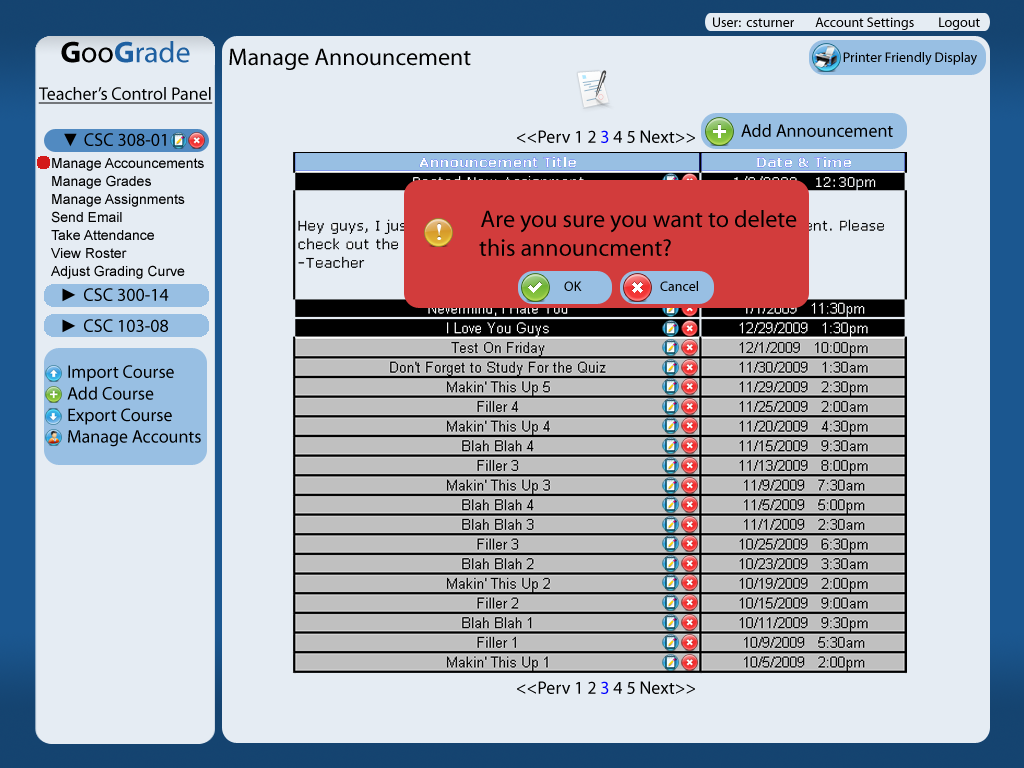 User: csturner Account Settings Logout
GooGrade
Teacher's Control Panel
▼ CSC 308-01
Manage Accouncements
Manage Grades
Manage Assignments
Send Email
Take Attendance
View Roster
Adjust Grading Curve
▶ CSC 300-14
▶ CSC 103-08
Import Course
Add Course
Export Course
Manage Accounts
Manage Announcement
Printer Friendly Display
<<Perv 1 2 3 4 5 Next>>
Add Announcement
Announcement Title Date & Time
Posted New Assignment 12:30pm
Hey guys, I jus ent. Please
check out the
-Teacher
Are you sure you want to delete
this announcment?
OK Cancel
Nevermind, I Hate You 1/1/2009 11:30pm
I Love You Guys 12/29/2009 1:30pm
Test On Friday 12/1/2009 10:00pm
Don't Forget to Study For the Quiz 11/30/2009 1:30am
Makin' This Up 5 11/29/2009 2:30pm
Filler 4 11/25/2009 2:00am
Makin' This Up 4 11/20/2009 4:30pm
Blah Blah 4 11/15/2009 9:30am
Filler 3 11/13/2009 8:00pm
Makin' This Up 3 11/9/2009 7:30am
Blah Blah 4 11/5/2009 5:00pm
Blah Blah 3 11/1/2009 2:30am
Filler 3 10/25/2009 6:30pm
Blah Blah 2 10/23/2009 3:30am
Makin' This Up 2 10/19/2009 2:00pm
Filler 2 10/15/2009 9:00am
Blah Blah 1 10/11/2009 9:30pm
Filler 1 10/9/2009 5:30am
Makin' This Up 1 10/5/2009 2:00pm
<<Perv 1 2 3 4 5 Next>>